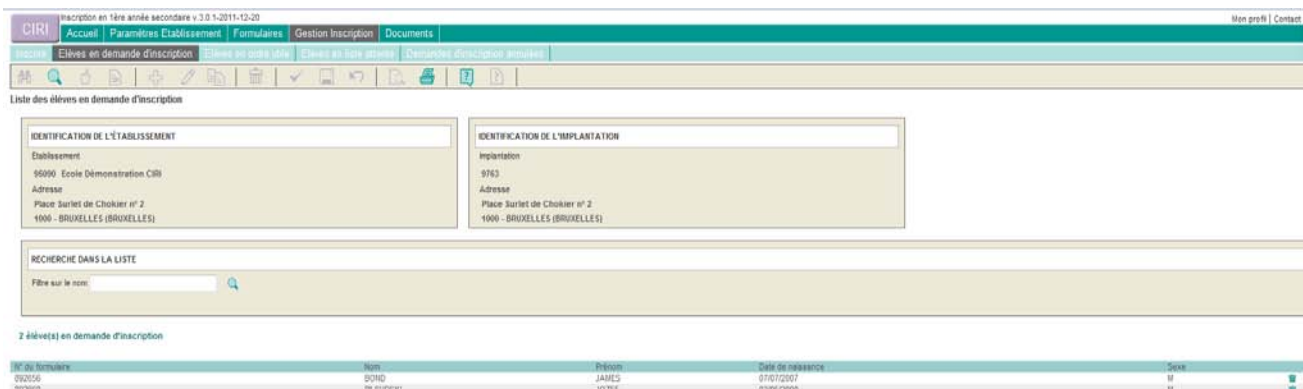 Inscription en 1ère année secondaire v.3.0.1-2011-12-20
Mon profil | Contact
CIRI
Accueil Paramètres Etablissement Formulaires Gestion Inscription Documents
Inscrits Elèves en demande d'inscription Elèves en ordre utile Elèves en liste attente Demandes d'inscription annulées
Liste des élèves en demande d'inscription
IDENTIFICATION DE L'ÉTABLISSEMENT
Etablissement
95090 Ecole Démonstration CIRI
Adresse
Place Surlet de Chokier n° 2
1000 - BRUXELLES (BRUXELLES)
IDENTIFICATION DE L'IMPLANTATION
Implantation
9763
Adresse
Place Surlet de Chokier n° 2
1000 - BRUXELLES (BRUXELLES)
RECHERCHE DANS LA LISTE
Filtre sur le nom:
2 élève(s) en demande d'inscription
N° du formulaire Nom Prénom Date de naissance Sexe
092656 BOND JAMES 07/07/2007 M